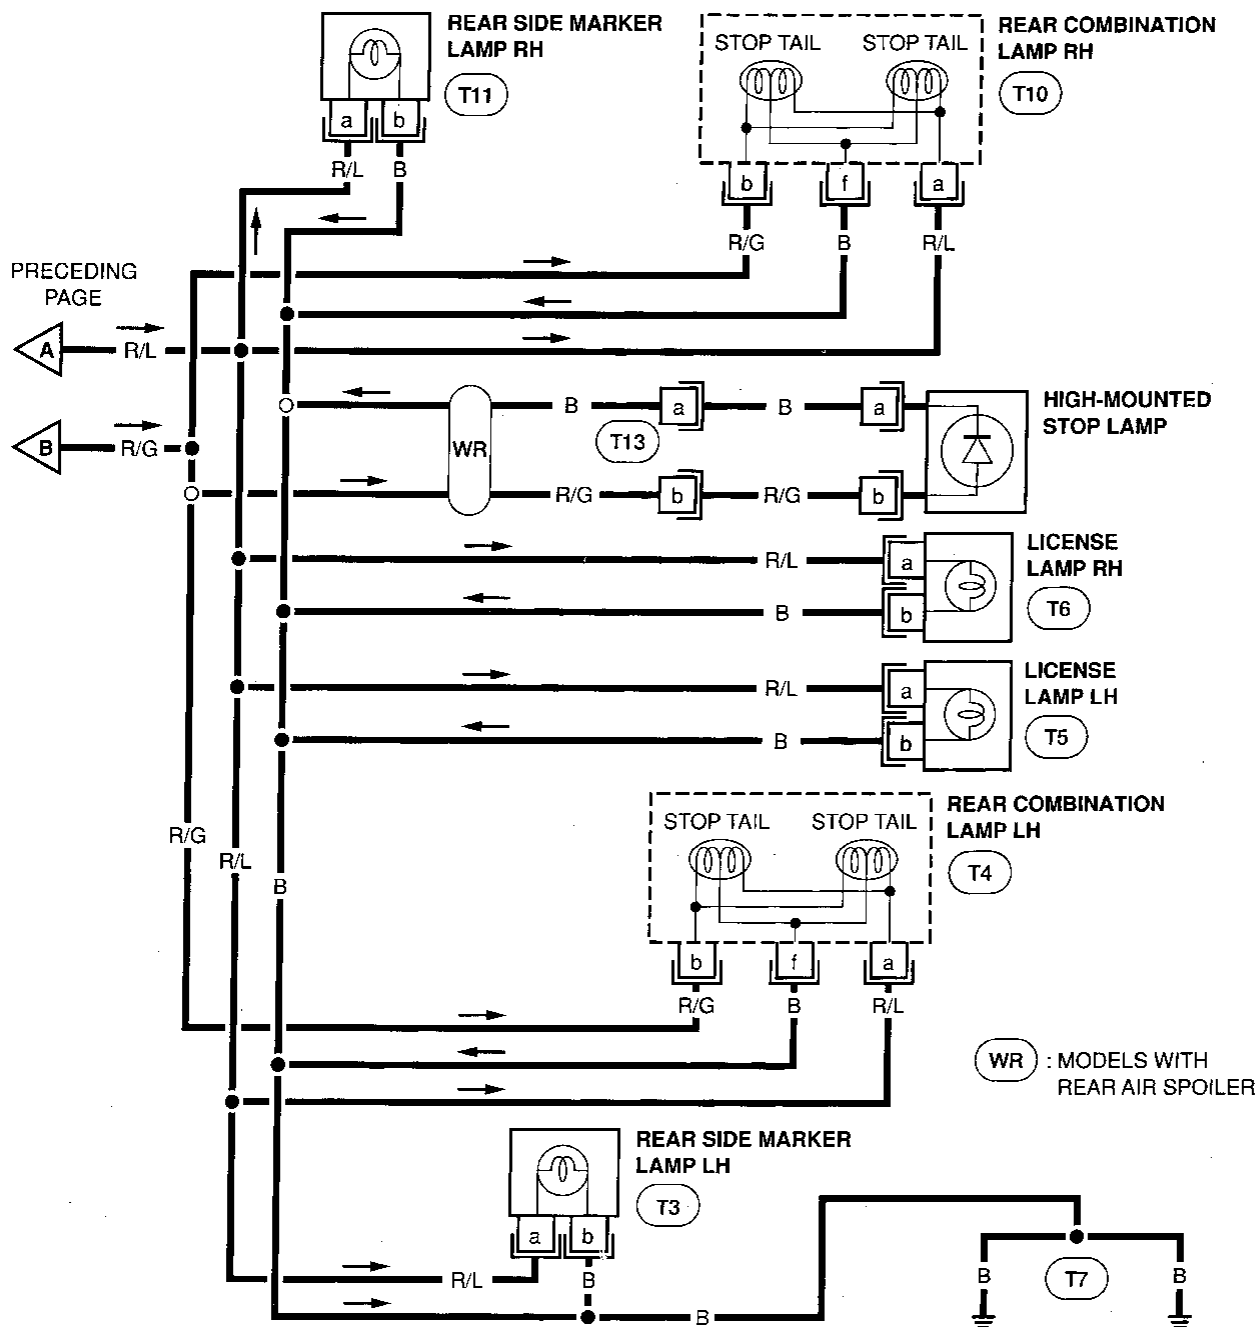 REAR SIDE MARKER
LAMP RH
T11
a
b
R/L
B
REAR COMBINATION
LAMP RH
T10
STOP TAIL
STOP TAIL
b
f
a
R/G
B
R/L
PRECEDING
PAGE
A
R/L
B
R/G
WR
B
a
B
a
T13
R/G
b
R/G
b
HIGH-MOUNTED
STOP LAMP
R/L
a
B
b
LICENSE
LAMP RH
T6
R/L
a
B
b
LICENSE
LAMP LH
T5
R/G
R/L
B
REAR COMBINATION
LAMP LH
T4
STOP TAIL
STOP TAIL
b
f
a
R/G
B
R/L
WR : MODELS WITH
REAR AIR SPOILER
REAR SIDE MARKER
LAMP LH
T3
a
b
R/L
B
B
B
T7
B